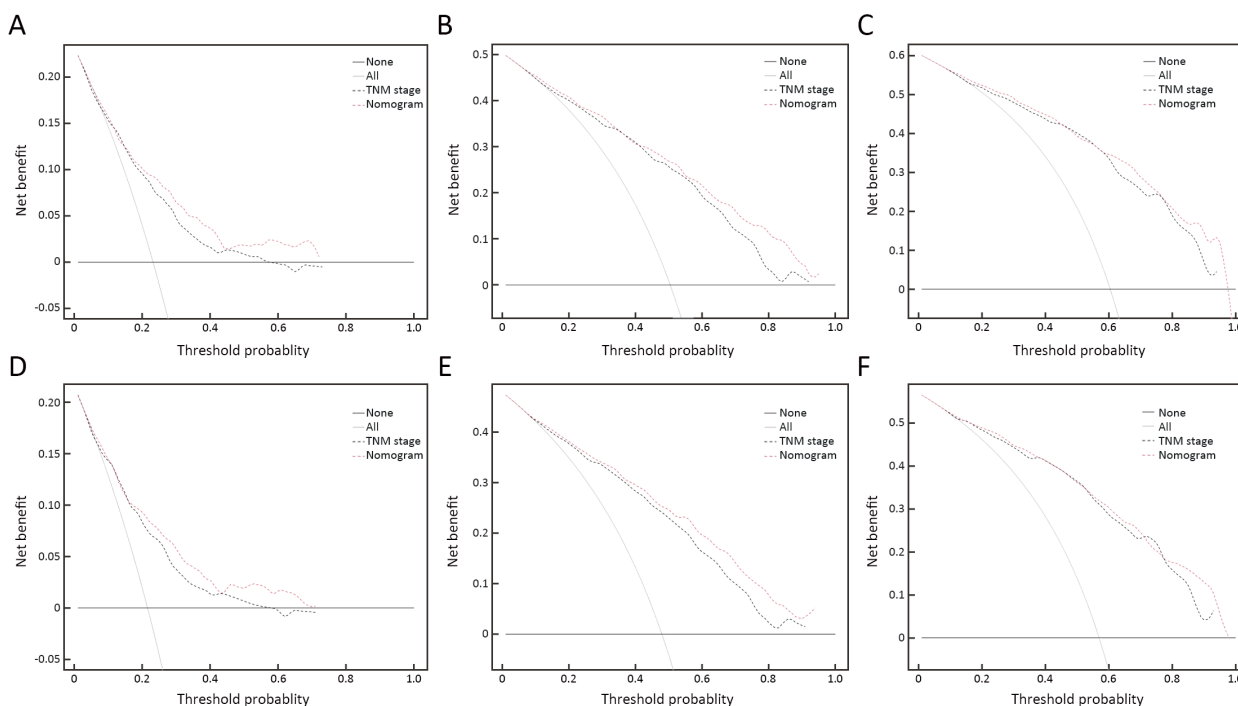 A
Net benefit
0.20
0.15
0.10
0.05
0
-0.05
0 0.2 0.4 0.6 0.8 1.0
Threshold probablity
None
All
TNM stage
Nomogram
B
Net benefit
0.5
0.4
0.3
0.2
0.1
0
0 0.2 0.4 0.6 0.8 1.0
Threshold probablity
None
All
TNM stage
Nomogram
C
Net benefit
0.6
0.5
0.4
0.3
0.2
0.1
0
0 0.2 0.4 0.6 0.8 1.0
Threshold probablity
None
All
TNM stage
Nomogram
D
Net benefit
0.20
0.15
0.10
0.05
0
-0.05
0 0.2 0.4 0.6 0.8 1.0
Threshold probablity
None
All
TNM stage
Nomogram
E
Net benefit
0.4
0.3
0.2
0.1
0
0 0.2 0.4 0.6 0.8 1.0
Threshold probablity
None
All
TNM stage
Nomogram
F
Net benefit
0.5
0.4
0.3
0.2
0.1
0
0 0.2 0.4 0.6 0.8 1.0
Threshold probablity
None
All
TNM stage
Nomogram